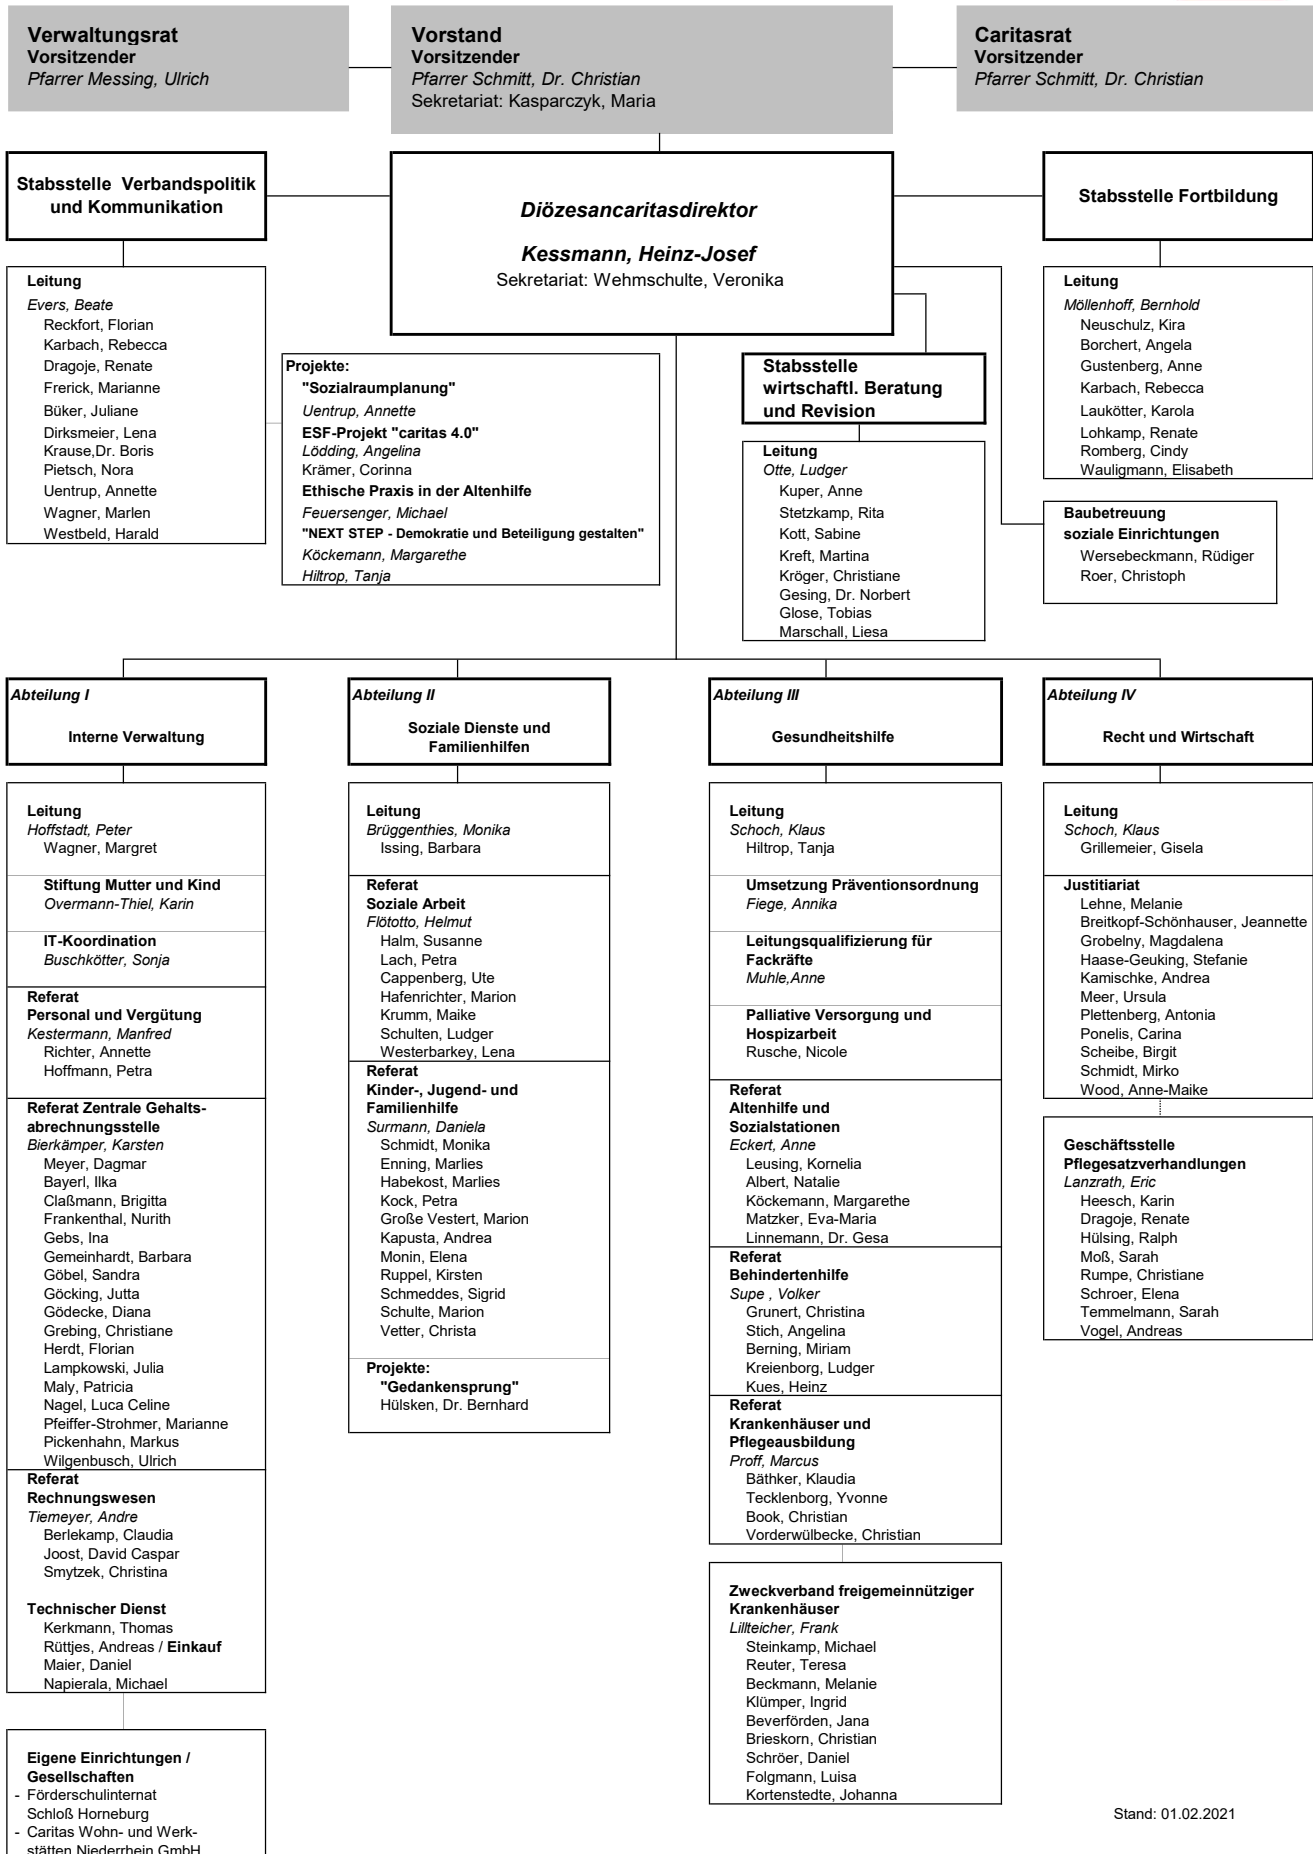 Verwaltungsrat
Vorsitzender
Pfarrer Messing, Ulrich
Vorstand
Vorsitzender
Pfarrer Schmitt, Dr. Christian
Sekretariat: Kasparczyk, Maria
Caritasrat
Vorsitzender
Pfarrer Schmitt, Dr. Christian
Stabsstelle Verbandspolitik
und Kommunikation
Diözesancaritasdirektor
Kessmann, Heinz-Josef
Sekretariat: Wehmschulte, Veronika
Stabsstelle Fortbildung
Leitung
Evers, Beate
Reckfort, Florian
Karbach, Rebecca
Dragoje, Renate
Frerick, Marianne
Büker, Juliane
Dirksmeier, Lena
Krause,Dr. Boris
Pietsch, Nora
Uentrup, Annette
Wagner, Marlen
Westbeld, Harald
Projekte:
"Sozialraumplanung"
Uentrup, Annette
ESF-Projekt "caritas 4.0"
Lödding, Angelina
Krämer, Corinna
Ethische Praxis in der Altenhilfe
Feuersenger, Michael
"NEXT STEP - Demokratie und Beteiligung gestalten"
Köckemann, Margarethe
Hiltrop, Tanja
Stabsstelle
wirtschaftl. Beratung
und Revision
Leitung
Otte, Ludger
Kuper, Anne
Stetzkamp, Rita
Kott, Sabine
Kreft, Martina
Kröger, Christiane
Gesing, Dr. Norbert
Glose, Tobias
Marschall, Liesa
Leitung
Möllenhoff, Bernhold
Neuschulz, Kira
Borchert, Angela
Gustenberg, Anne
Karbach, Rebecca
Laukötter, Karola
Lohkamp, Renate
Romberg, Cindy
Wauligmann, Elisabeth
Baubetreuung
soziale Einrichtungen
Wersebeckmann, Rüdiger
Roer, Christoph
Abteilung I
Interne Verwaltung
Leitung
Hoffstadt, Peter
Wagner, Margret
Stiftung Mutter und Kind
Overmann-Thiel, Karin
IT-Koordination
Buschkötter, Sonja
Referat
Personal und Vergütung
Kestermann, Manfred
Richter, Annette
Hoffmann, Petra
Referat Zentrale Gehalts-
abrechnungsstelle
Bierkämper, Karsten
Meyer, Dagmar
Bayerl, Ilka
Claßmann, Brigitta
Frankenthal, Nurith
Gebs, Ina
Gemeinhardt, Barbara
Göbel, Sandra
Göcking, Jutta
Gödecke, Diana
Grebing, Christiane
Herdt, Florian
Lampkowski, Julia
Maly, Patricia
Nagel, Luca Celine
Pfeiffer-Strohmer, Marianne
Pickenhahn, Markus
Wilgenbusch, Ulrich
Referat
Rechnungswesen
Tiemeyer, Andre
Berlekamp, Claudia
Joost, David Caspar
Smytzek, Christina
Technischer Dienst
Kerkmann, Thomas
Rüttjes, Andreas / Einkauf
Maier, Daniel
Napierala, Michael
Eigene Einrichtungen /
Gesellschaften
- Förderschulinternat
Schloß Horneburg
- Caritas Wohn- und Werk-
stätten Niederrhein GmbH
Abteilung II
Soziale Dienste und
Familienhilfen
Leitung
Brüggenthies, Monika
Issing, Barbara
Referat
Soziale Arbeit
Flötotto, Helmut
Halm, Susanne
Lach, Petra
Cappenberg, Ute
Hafenrichter, Marion
Krumm, Maike
Schulten, Ludger
Westerbarkey, Lena
Referat
Kinder-, Jugend- und
Familienhilfe
Surmann, Daniela
Schmidt, Monika
Enning, Marlies
Habekost, Marlies
Kock, Petra
Große Vestert, Marion
Kapusta, Andrea
Monin, Elena
Ruppel, Kirsten
Schmeddes, Sigrid
Schulte, Marion
Vetter, Christa
Projekte:
"Gedankensprung"
Hülsken, Dr. Bernhard
Abteilung III
Gesundheitshilfe
Leitung
Schoch, Klaus
Hiltrop, Tanja
Umsetzung Präventionsordnung
Fiege, Annika
Leitungsqualifizierung für
Fackräfte
Muhle,Anne
Palliative Versorgung und
Hospizarbeit
Rusche, Nicole
Referat
Altenhilfe und
Sozialstationen
Eckert, Anne
Leusing, Kornelia
Albert, Natalie
Köckemann, Margarethe
Matzker, Eva-Maria
Linnemann, Dr. Gesa
Referat
Behindertenhilfe
Supe , Volker
Grunert, Christina
Stich, Angelina
Berning, Miriam
Kreienborg, Ludger
Kues, Heinz
Referat
Krankenhäuser und
Pflegeausbildung
Proff, Marcus
Bäthker, Klaudia
Tecklenborg, Yvonne
Book, Christian
Vorderwülbecke, Christian
Zweckverband freigemeinnütziger
Krankenhäuser
Lillteicher, Frank
Steinkamp, Michael
Reuter, Teresa
Beckmann, Melanie
Klümper, Ingrid
Beverförden, Jana
Brieskorn, Christian
Schröer, Daniel
Folgmann, Luisa
Kortenstedte, Johanna
Abteilung IV
Recht und Wirtschaft
Leitung
Schoch, Klaus
Grillemeier, Gisela
Justitiariat
Lehne, Melanie
Breitkopf-Schönhauser, Jeannette
Grobelny, Magdalena
Haase-Geuking, Stefanie
Kamischke, Andrea
Meer, Ursula
Plettenberg, Antonia
Ponelis, Carina
Scheibe, Birgit
Schmidt, Mirko
Wood, Anne-Maike
Geschäftsstelle
Pflegesatzverhandlungen
Lanzrath, Eric
Heesch, Karin
Dragoje, Renate
Hülsing, Ralph
Moß, Sarah
Rumpe, Christiane
Schroer, Elena
Temmelmann, Sarah
Vogel, Andreas
Stand: 01.02.2021